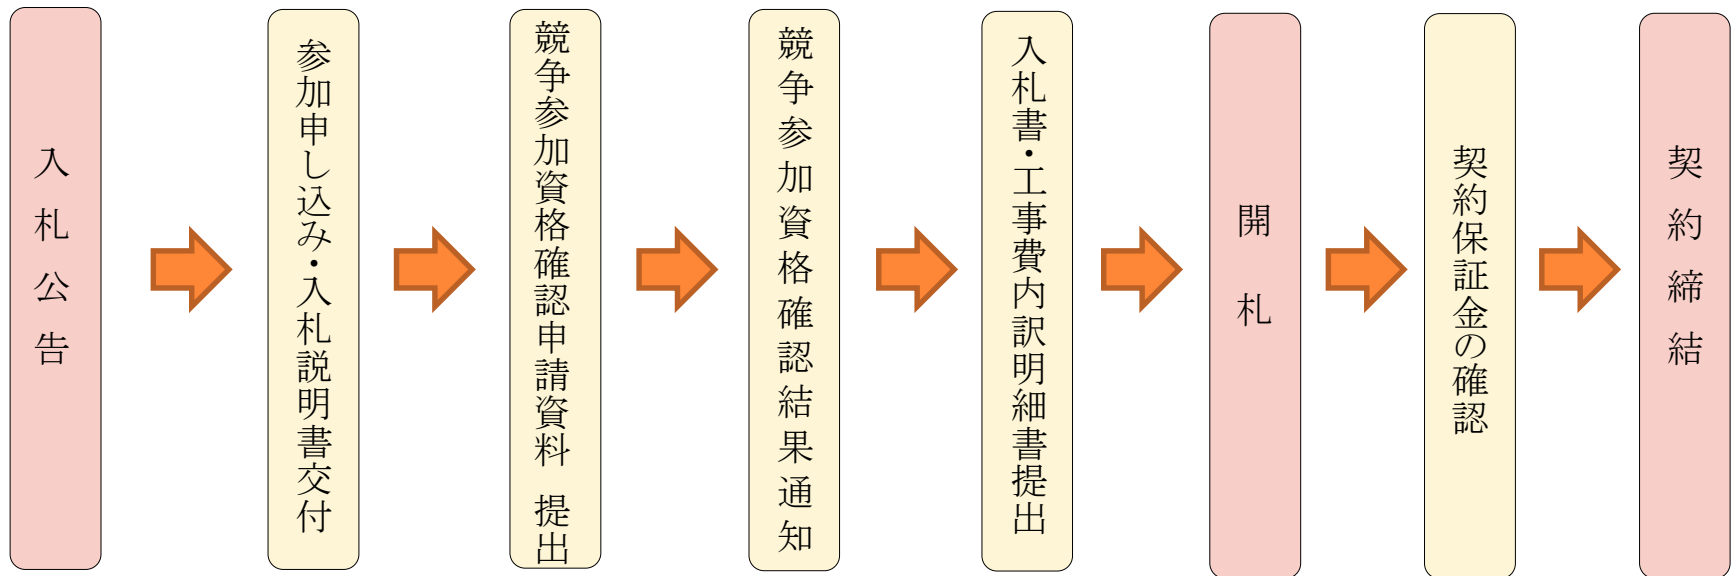 入札公告
参加申し込み・入札説明書交付
競争参加資格確認申請資料 提出
競争参加資格確認結果通知
入札書・工事費内訳明細書提出
開札
契約保証金の確認
契約締結